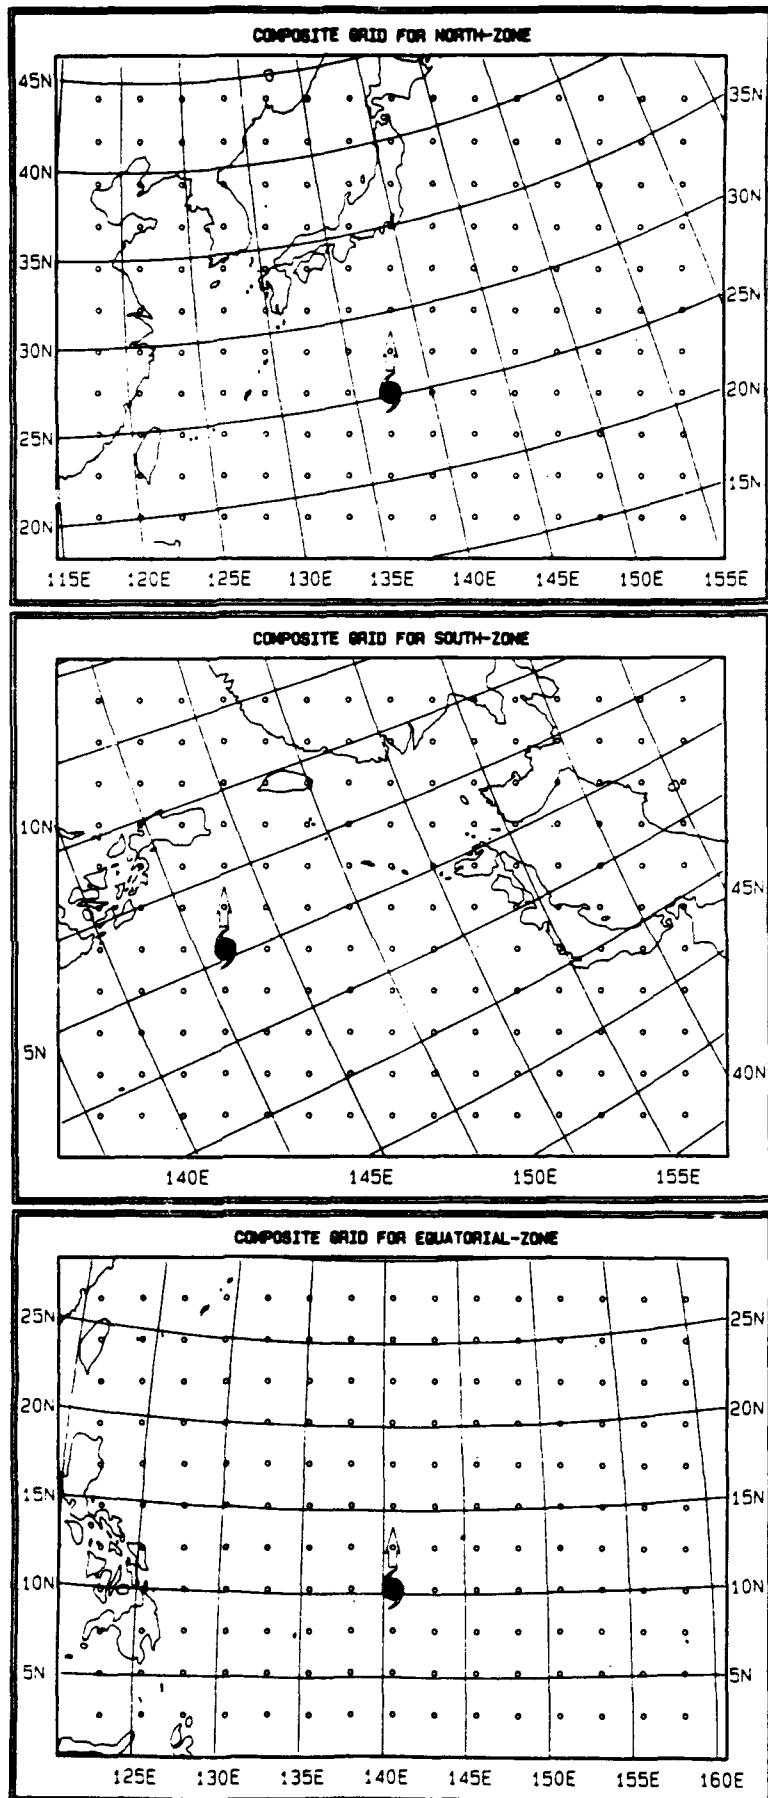 COMPOSITE GRID FOR NORTH-ZONE
45N
35N
40N
30N
35N
25N
30N
20N
25N
15N
20N
115E 120E 125E 130E 135E 140E 145E 150E 155E
COMPOSITE GRID FOR SOUTH-ZONE
10N
45N
5N
40N
140E 145E 150E 155E
COMPOSITE GRID FOR EQUATORIAL-ZONE
25N 25N
20N 20N
15N 15N
10N 10N
5N 5N
125E 130E 135E 140E 145E 150E 155E 160E